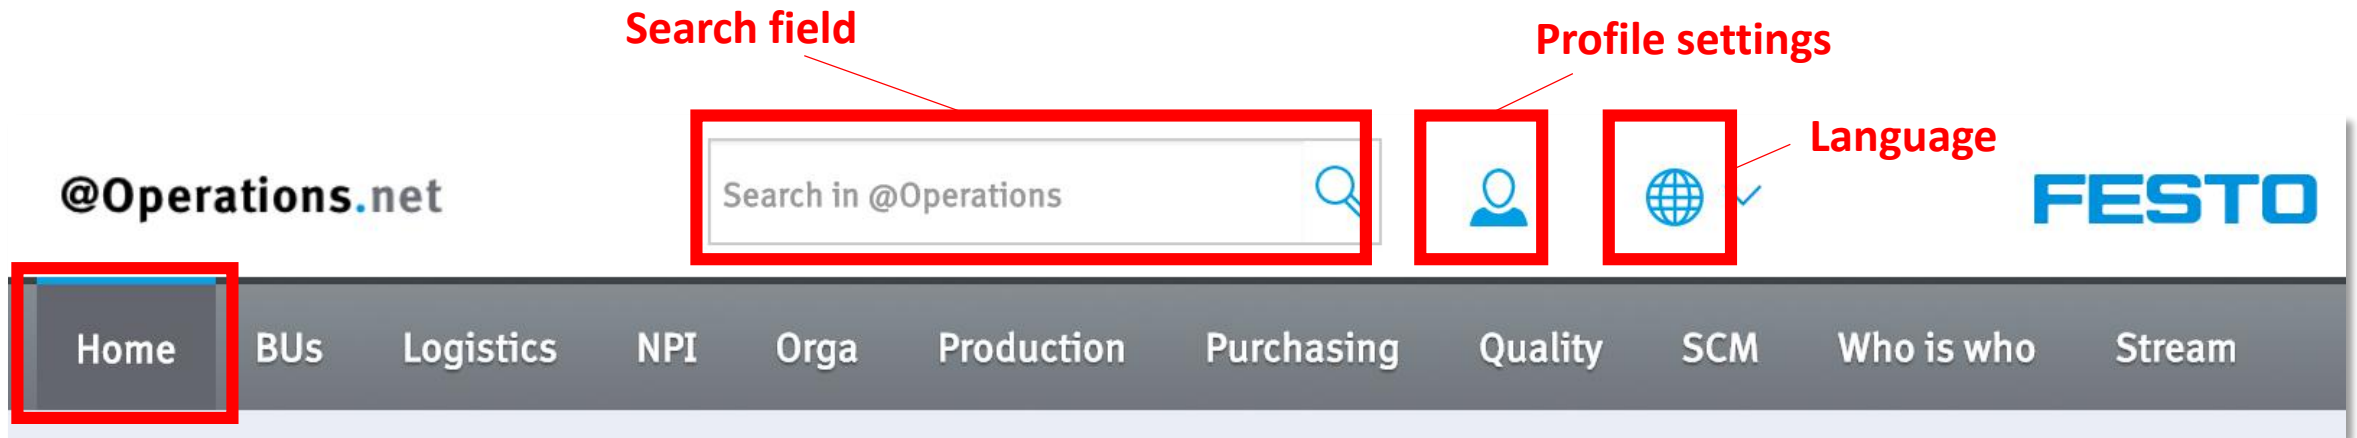 Search field
Profile settings
Language
@Operations.net
Search in @Operations
FESTO
Home BUs Logistics NPI Orga Production Purchasing Quality SCM Who is who Stream